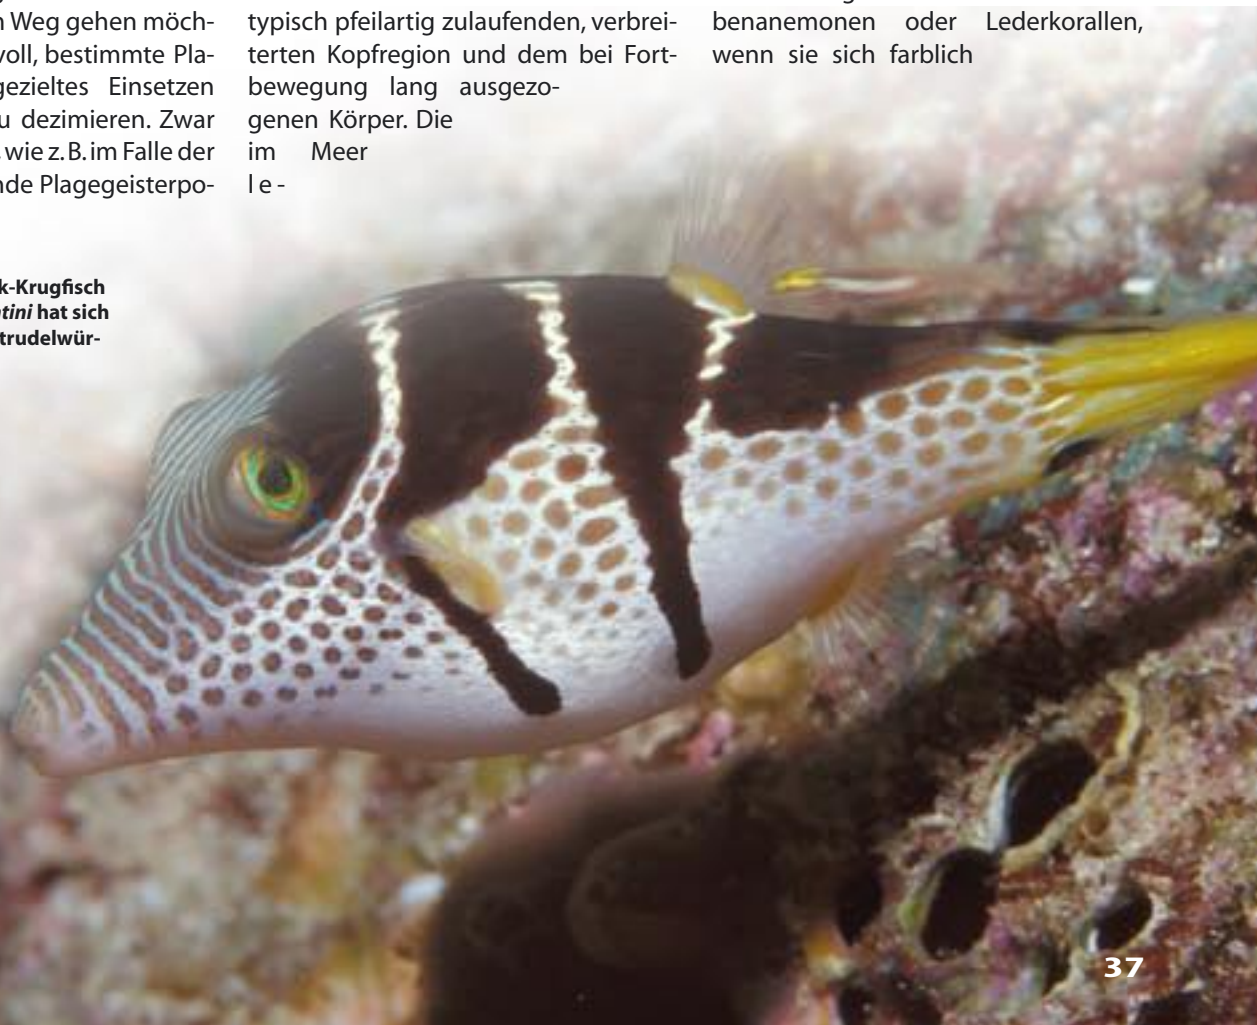 Weg gehen möch-
voll, bestimmte Pla-
gezieltes Einsetzen
dezimieren. Zwar
wie z. B. im Falle der
Plagegeisterpo-
k-Krugfisch
tini hat sich
trudelwür-
typisch pfeilartig zulaufenden, verbrei-
terten Kopfregion und dem bei Fort-
bewegung lang ausgezo-
genen Körper. Die
im Meer
le-
benanemonen oder Lederkorallen,
wenn sie sich farblich
37